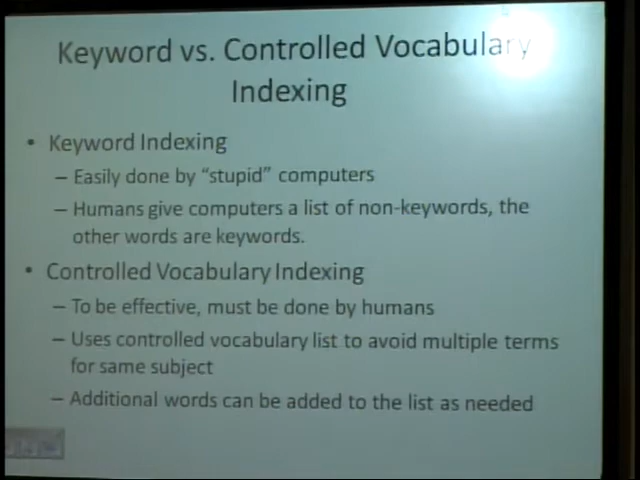 Keyword vs. Controlled Vocabulary
Indexing
• Keyword Indexing
– Easily done by “stupid” computers
– Humans give computers a list of non-keywords, the
other words are keywords.
• Controlled Vocabulary Indexing
– To be effective, must be done by humans
– Uses controlled vocabulary list to avoid multiple terms
for same subject
– Additional words can be added to the list as needed